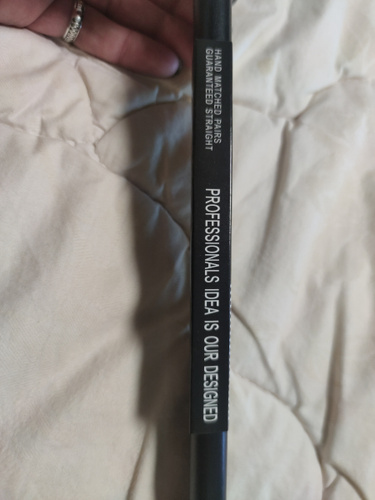 HAND MATCHED PAIRS
GUARANTEED STRAIGHT
PROFESSIONALS IDEA IS OUR DESIGNED